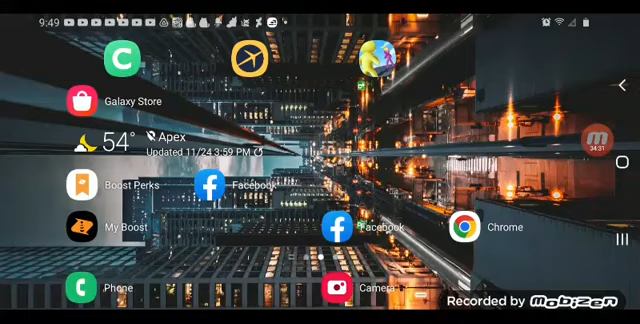 9:49
C
Galaxy Store
54°
Apex
Updated 11/24 3:59 PM
M
34:31
Boost Perks
Facebook
My Boost
Facebook
Chrome
Phone
Camera
Recorded by Mobizen